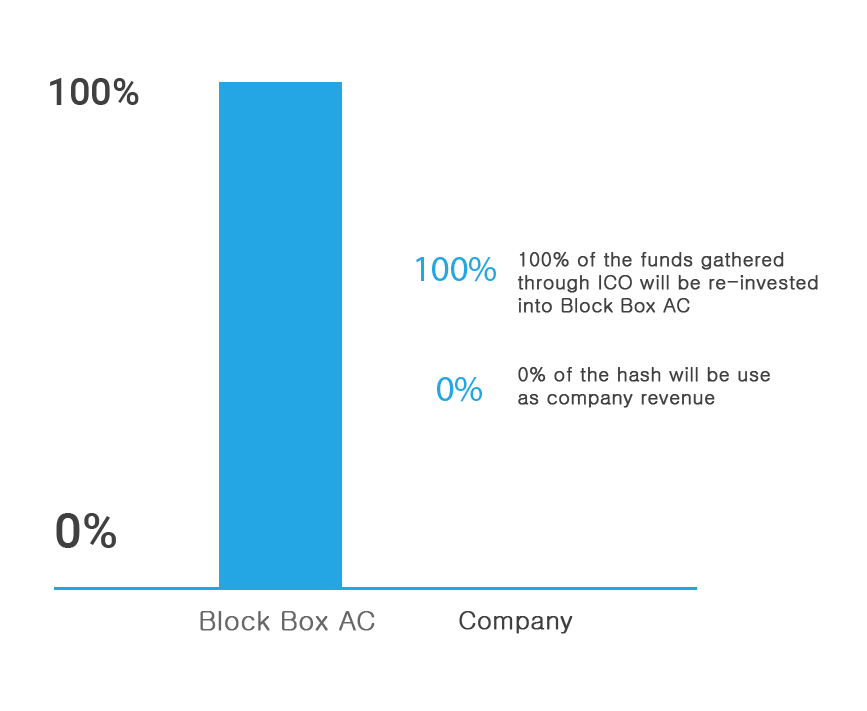 100%
100%
100% of the funds gathered
through ICO will be re-invested
into Block Box AC
0%
0% of the hash will be use
as company revenue
0%
Block Box AC
Company